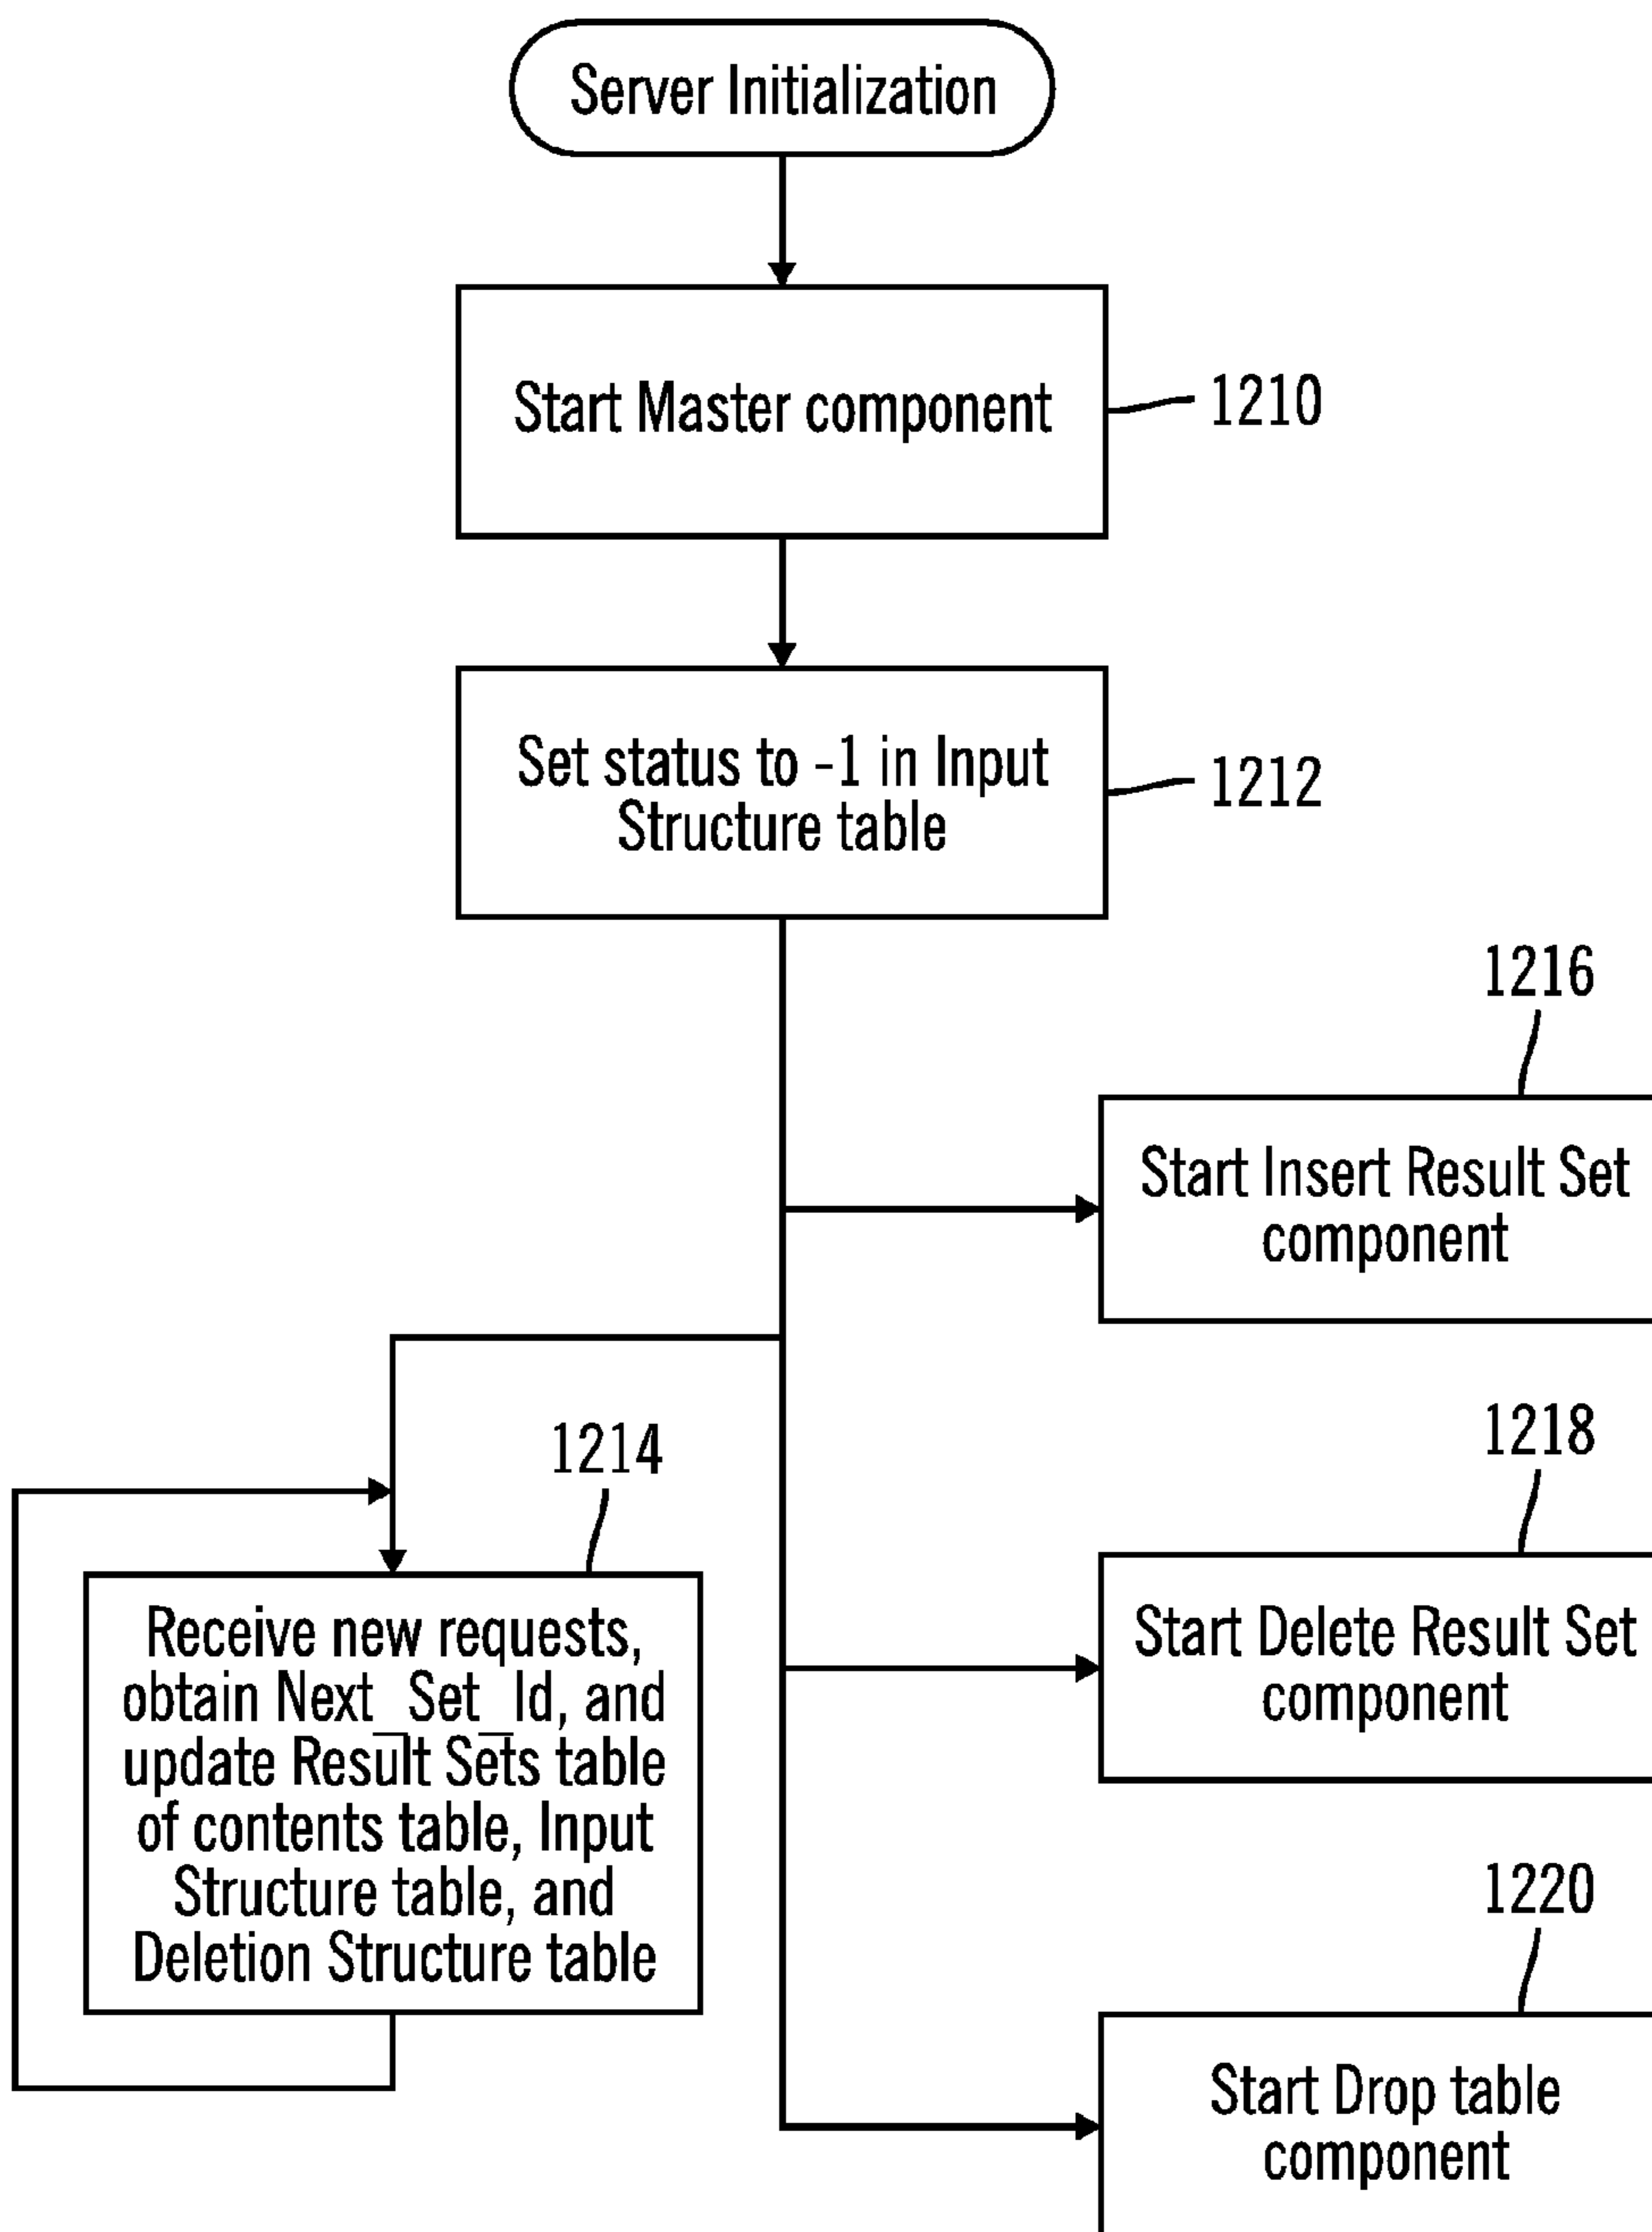 Server Initialization
Start Master component
1210
Set status to -1 in Input
Structure table
1212
1216
Start Insert Result Set
component
1214
Receive new requests,
obtain Next_Set_Id, and
update Result Sets table
of contents table, Input
Structure table, and
Deletion Structure table
1218
Start Delete Result Set
component
1220
Start Drop table
component